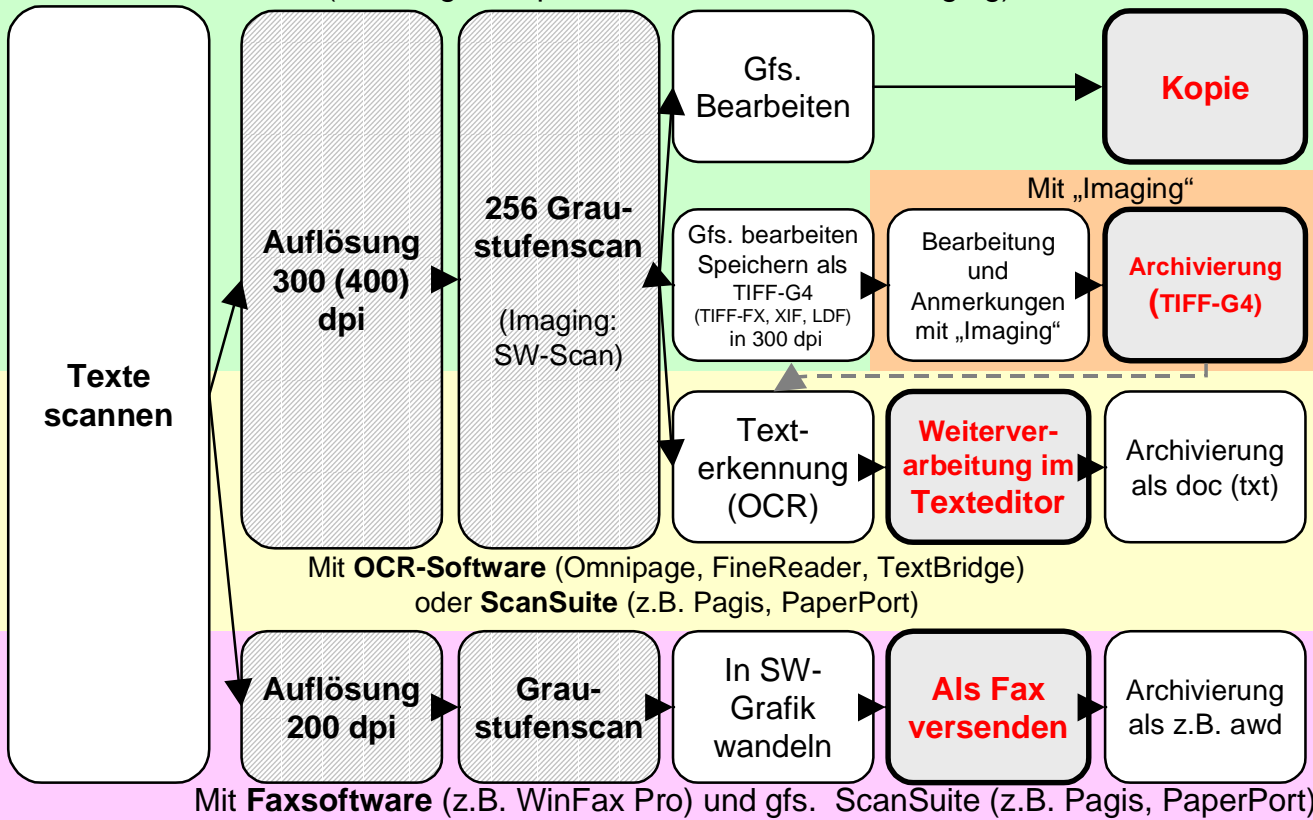 Gfs.
Bearbeiten
Kopie
Mit „Imaging“
Texte
scannen
Auflösung
300 (400)
dpi
256 Grau-
stufenscan
(Imaging:
SW-Scan)
Gfs. bearbeiten
Speichern als
TIFF-G4
(TIFF-FX, XIF, LDF)
in 300 dpi
Bearbeitung
und
Anmerkungen
mit „Imaging“
Archivierung
(TIFF-G4)
Text-
erkennung
(OCR)
Weiterver-
arbeitung im
Texteditor
Archivierung
als doc (txt)
Mit OCR-Software (Omnipage, FineReader, TextBridge)
oder ScanSuite (z.B. Pagis, PaperPort)
Auflösung
200 dpi
Grau-
stufenscan
In SW-
Grafik
wandeln
Als Fax
versenden
Archivierung
als z.B. awd
Mit Faxsoftware (z.B. WinFax Pro) und gfs. ScanSuite (z.B. Pagis, PaperPort)